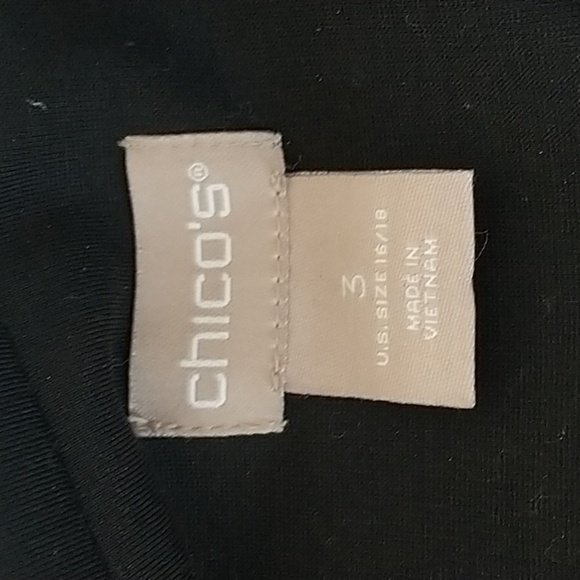 chico's®
3
U.S. SIZE 16/18
MADE IN
VIETNAM